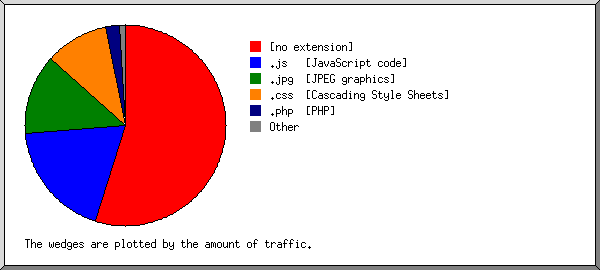 [no extension]
.js [JavaScript code]
.jpg [JPEG graphics]
.css [Cascading Style Sheets]
.php [PHP]
Other
The wedges are plotted by the amount of traffic.